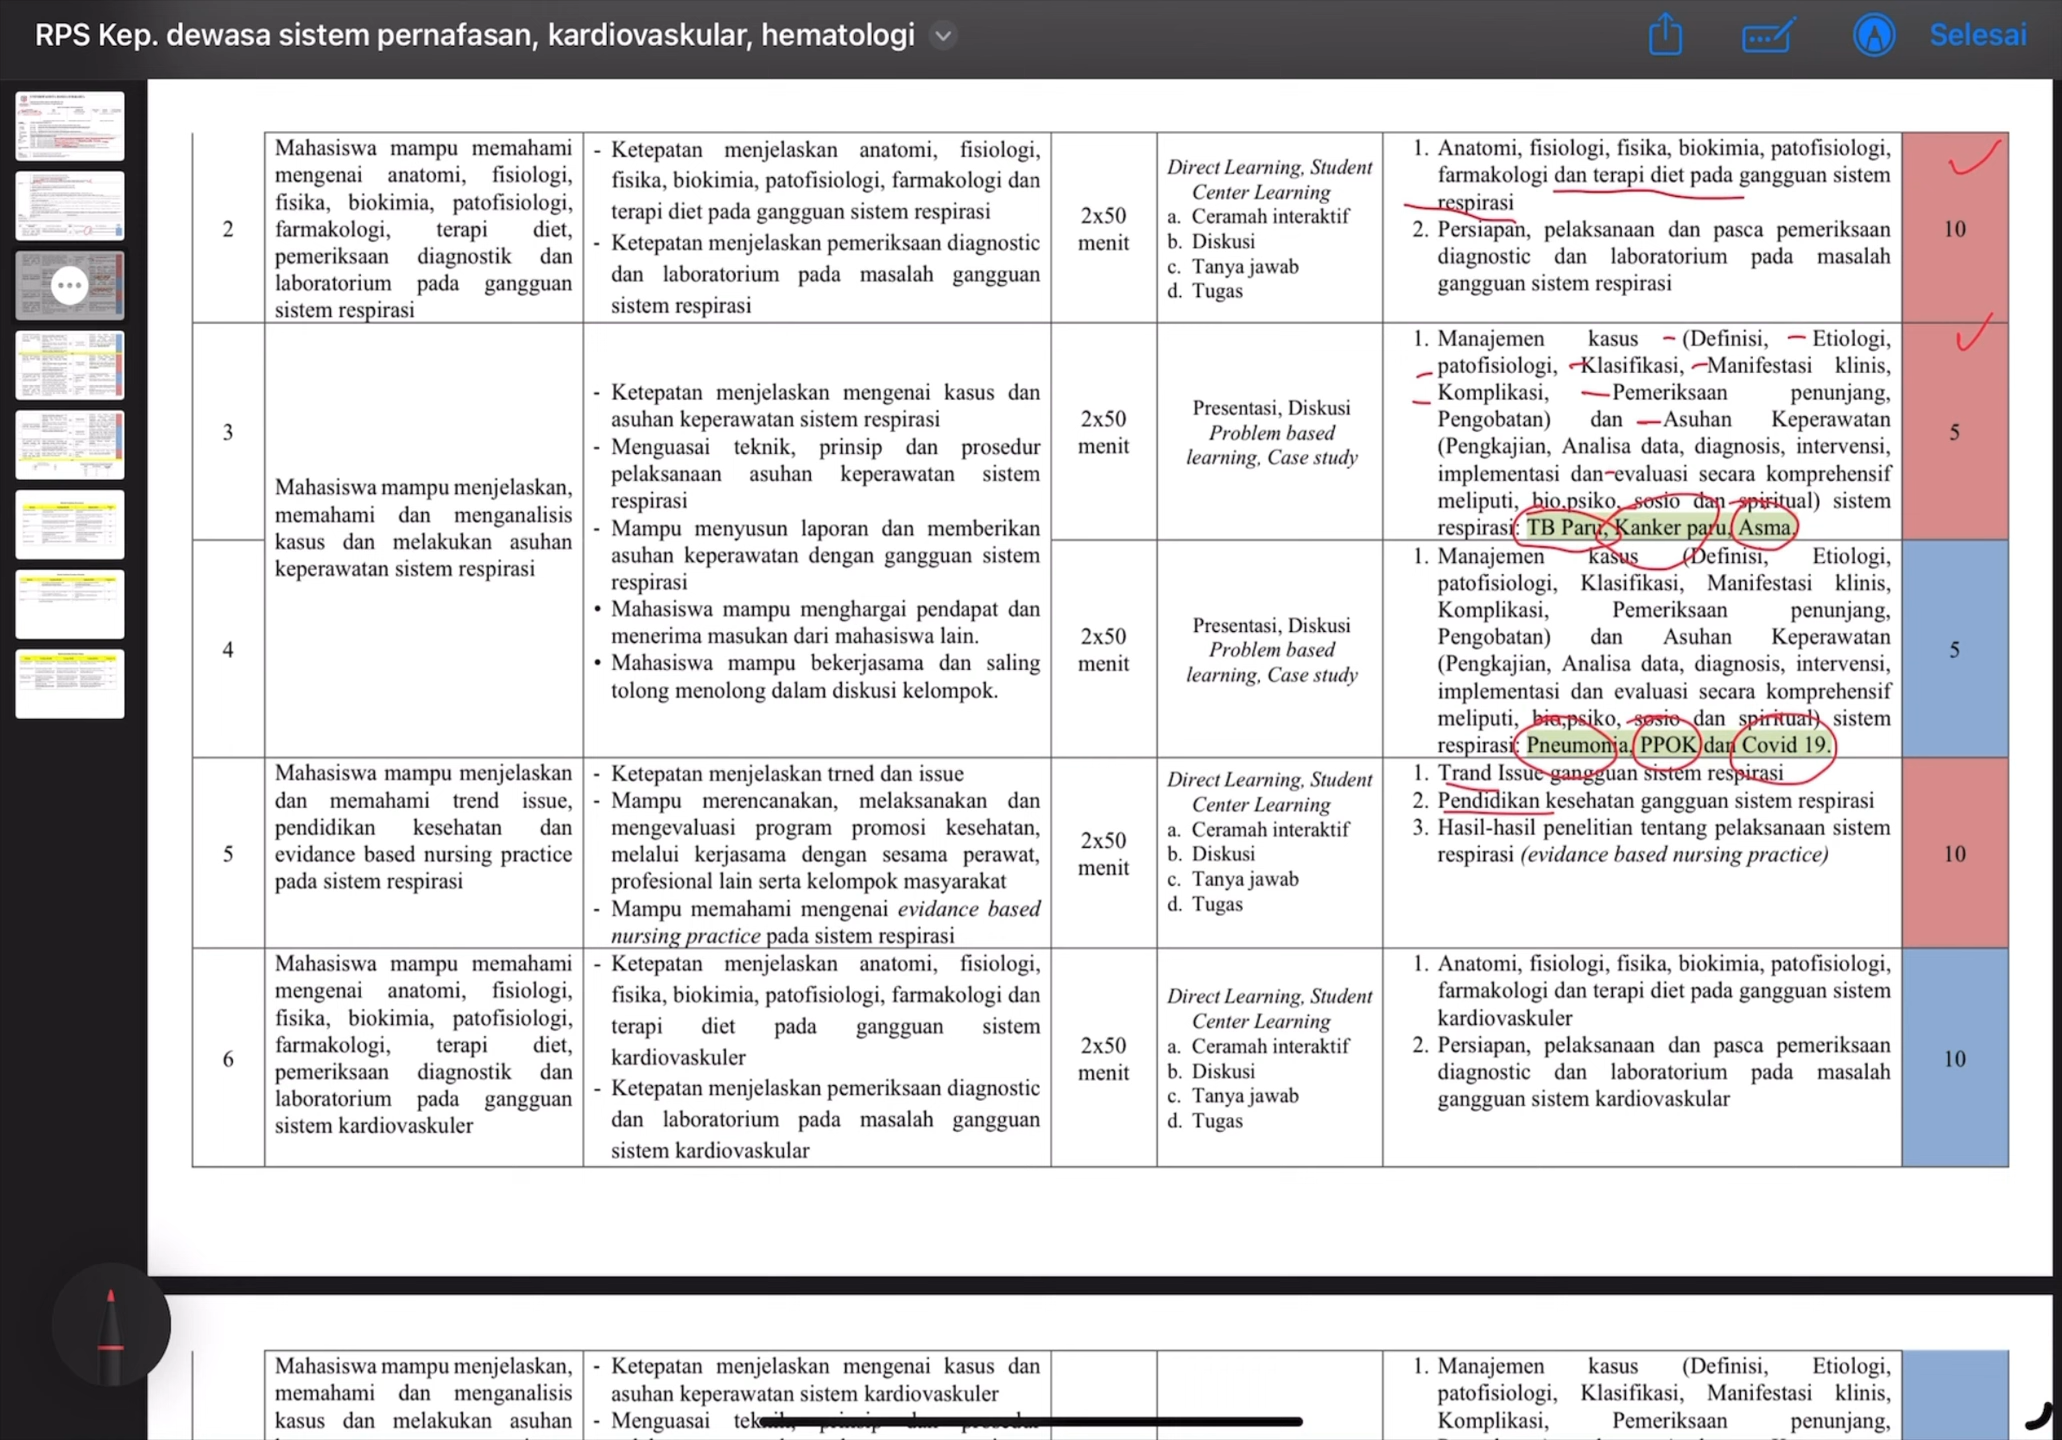 RPS Kep. dewasa sistem pernafasan, kardiovaskular, hematologi
Selesai
2
Mahasiswa mampu memahami
mengenai anatomi, fisiologi,
fisika, biokimia, patofisiologi,
farmakologi, terapi diet,
pemeriksaan diagnostik dan
laboratorium pada gangguan
sistem respirasi
- Ketepatan menjelaskan anatomi, fisiologi,
fisika, biokimia, patofisiologi, farmakologi dan
terapi diet pada gangguan sistem respirasi
- Ketepatan menjelaskan pemeriksaan diagnostic
dan laboratorium pada masalah gangguan
sistem respirasi
2x50
menit
Direct Learning, Student
Center Learning
a. Ceramah interaktif
b. Diskusi
c. Tanya jawab
d. Tugas
1. Anatomi, fisiologi, fisika, biokimia, patofisiologi,
farmakologi dan terapi diet pada gangguan sistem
respirasi
2. Persiapan, pelaksanaan dan pasca pemeriksaan
diagnostic dan laboratorium pada masalah
gangguan sistem respirasi
10
3
Mahasiswa mampu menjelaskan,
memahami dan menganalisis
kasus dan melakukan asuhan
keperawatan sistem respirasi
- Ketepatan menjelaskan mengenai kasus dan
asuhan keperawatan sistem respirasi
- Menguasai teknik, prinsip dan prosedur
pelaksanaan asuhan keperawatan sistem
respirasi
- Mampu menyusun laporan dan memberikan
asuhan keperawatan dengan gangguan sistem
respirasi
• Mahasiswa mampu menghargai pendapat dan
menerima masukan dari mahasiswa lain.
• Mahasiswa mampu bekerjasama dan saling
tolong menolong dalam diskusi kelompok.
2x50
menit
Presentasi, Diskusi
Problem based
learning, Case study
1. Manajemen kasus (Definisi, Etiologi,
patofisiologi, Klasifikasi, Manifestasi klinis,
Komplikasi, Pemeriksaan penunjang,
Pengobatan) dan Asuhan Keperawatan
(Pengkajian, Analisa data, diagnosis, intervensi,
implementasi dan evaluasi secara komprehensif
meliputi, bio,psiko, sosio dan spiritual) sistem
respirasi: TB Paru, Kanker paru, Asma.
5
4
2x50
menit
Presentasi, Diskusi
Problem based
learning, Case study
1. Manajemen kasus (Definisi, Etiologi,
patofisiologi, Klasifikasi, Manifestasi klinis,
Komplikasi, Pemeriksaan penunjang,
Pengobatan) dan Asuhan Keperawatan
(Pengkajian, Analisa data, diagnosis, intervensi,
implementasi dan evaluasi secara komprehensif
meliputi, bio,psiko, sosio dan spiritual) sistem
respirasi: Pneumonia, PPOK dan Covid 19.
5
5
Mahasiswa mampu menjelaskan
dan memahami trend issue,
pendidikan kesehatan dan
evidance based nursing practice
pada sistem respirasi
- Ketepatan menjelaskan trned dan issue
- Mampu merencanakan, melaksanakan dan
mengevaluasi program promosi kesehatan,
melalui kerjasama dengan sesama perawat,
profesional lain serta kelompok masyarakat
- Mampu memahami mengenai evidance based
nursing practice pada sistem respirasi
2x50
menit
Direct Learning, Student
Center Learning
a. Ceramah interaktif
b. Diskusi
c. Tanya jawab
d. Tugas
1. Trand Issue gangguan sistem respirasi
2. Pendidikan kesehatan gangguan sistem respirasi
3. Hasil-hasil penelitian tentang pelaksanaan sistem
respirasi (evidance based nursing practice)
10
6
Mahasiswa mampu memahami
mengenai anatomi, fisiologi,
fisika, biokimia, patofisiologi,
farmakologi, terapi diet,
pemeriksaan diagnostik dan
laboratorium pada gangguan
sistem kardiovaskuler
- Ketepatan menjelaskan anatomi, fisiologi,
fisika, biokimia, patofisiologi, farmakologi dan
terapi diet pada gangguan sistem
kardiovaskuler
- Ketepatan menjelaskan pemeriksaan diagnostic
dan laboratorium pada masalah gangguan
sistem kardiovaskular
2x50
menit
Direct Learning, Student
Center Learning
a. Ceramah interaktif
b. Diskusi
c. Tanya jawab
d. Tugas
1. Anatomi, fisiologi, fisika, biokimia, patofisiologi,
farmakologi dan terapi diet pada gangguan sistem
kardiovaskuler
2. Persiapan, pelaksanaan dan pasca pemeriksaan
diagnostic dan laboratorium pada masalah
gangguan sistem kardiovaskular
10
Mahasiswa mampu menjelaskan,
memahami dan menganalisis
kasus dan melakukan asuhan
- Ketepatan menjelaskan mengenai kasus dan
asuhan keperawatan sistem kardiovaskuler
- Menguasai
1. Manajemen kasus (Definisi, Etiologi,
patofisiologi, Klasifikasi, Manifestasi klinis,
Komplikasi, Pemeriksaan penunjang,